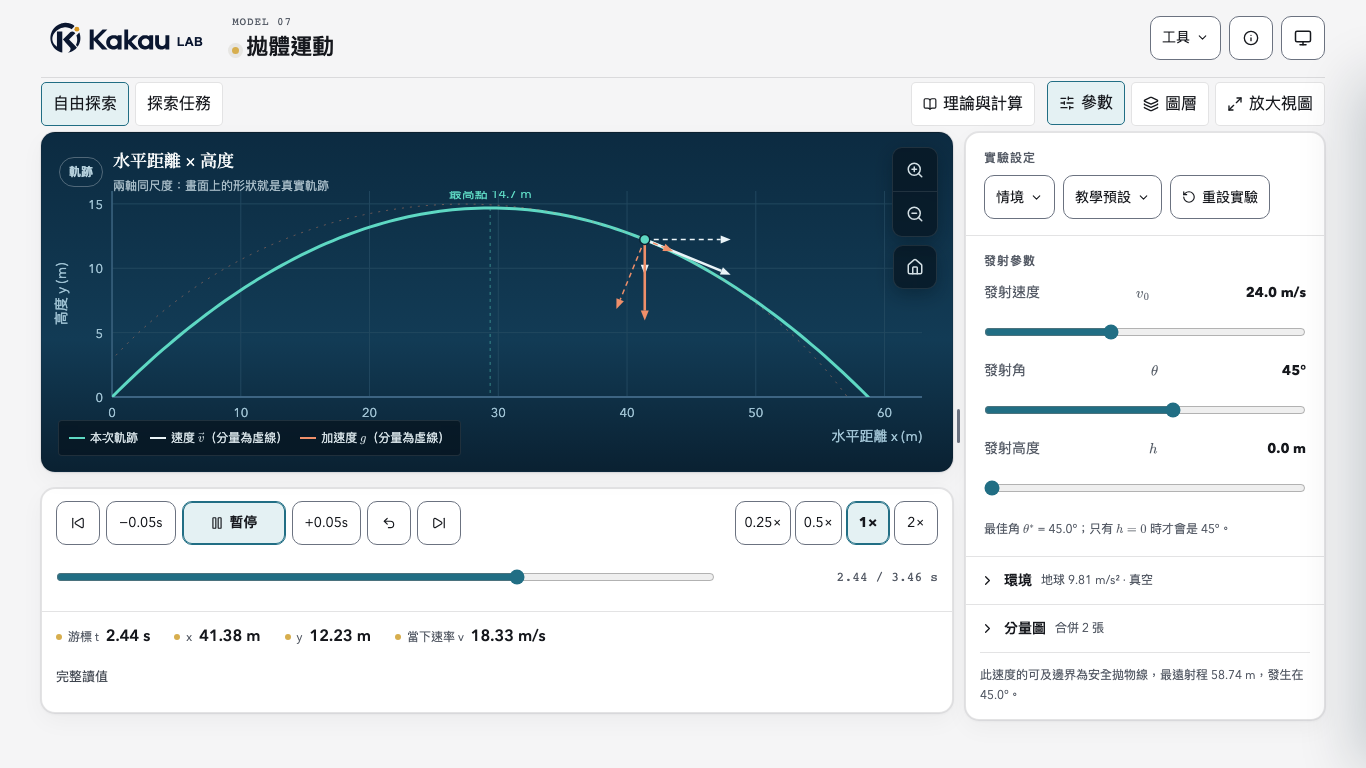 Kakau LAB
MODEL 07
拋體運動
工具
自由探索
探索任務
理論與計算
參數
圖層
放大視圖
軌跡
水平距離 × 高度
兩軸同尺度：畫面上的形狀就是真實軌跡
最高點 14.7 m
15
10
5
0
高度 y (m)
0 10 20 30 40 50 60
水平距離 x (m)
本次軌跡 速度 v⃗（分量為虛線） 加速度 g（分量為虛線）
−0.05s
暫停
+0.05s
0.25×
0.5×
1×
2×
2.44 / 3.46 s
游標 t 2.44 s
x 41.38 m
y 12.23 m
當下速率 v 18.33 m/s
完整讀值
實驗設定
情境
教學預設
重設實驗
發射參數
發射速度 v₀ 24.0 m/s
發射角 θ 45°
發射高度 h 0.0 m
最佳角 θ* = 45.0°；只有 h = 0 時才會是 45°。
環境 地球 9.81 m/s² · 真空
分量圖 合併 2 張
此速度的可及邊界為安全拋物線，最遠射程 58.74 m，發生在
45.0°。